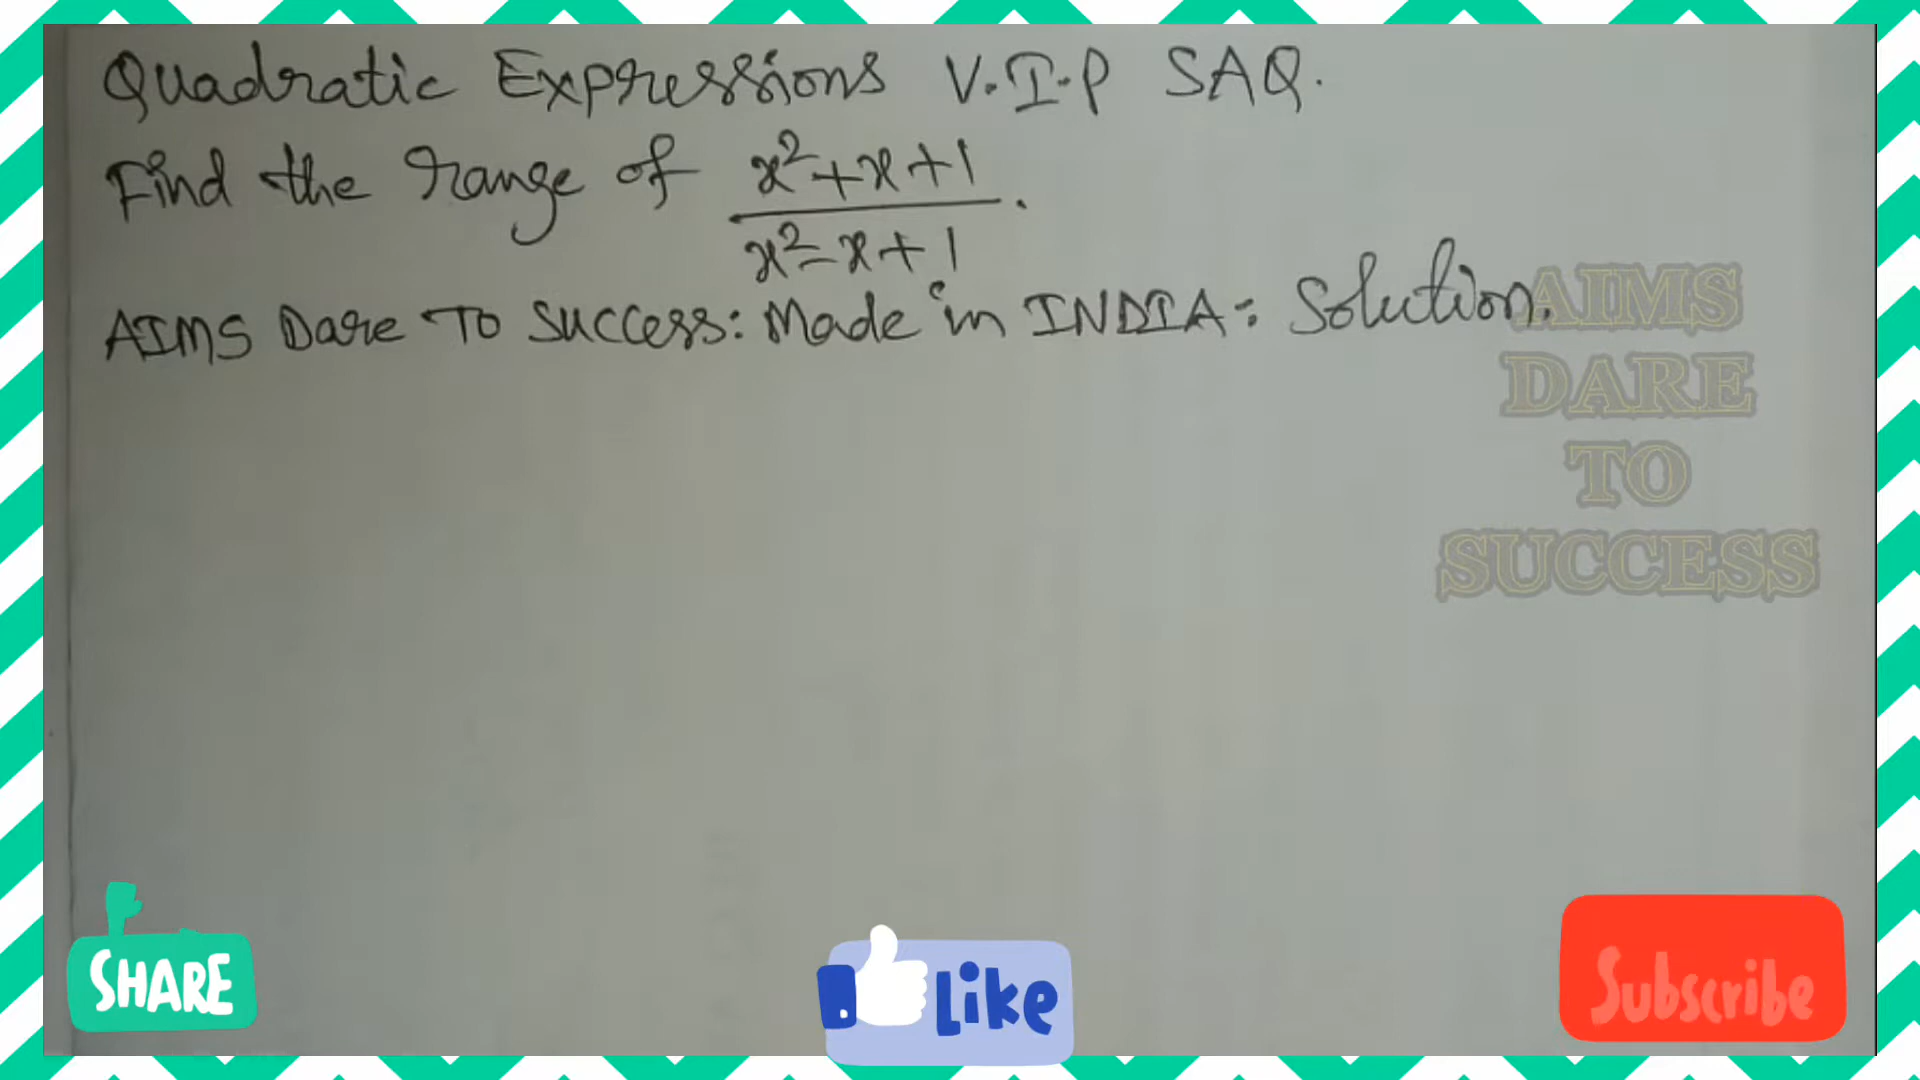 Quadratic Expressions V.I.P SAQ.
Find the range of x²+x+1
x²-x+1 .
AIMS Dare To Success: Made in INDIA: Solution.
AIMS
DARE
TO
SUCCESS
SHARE
Like
Subscribe